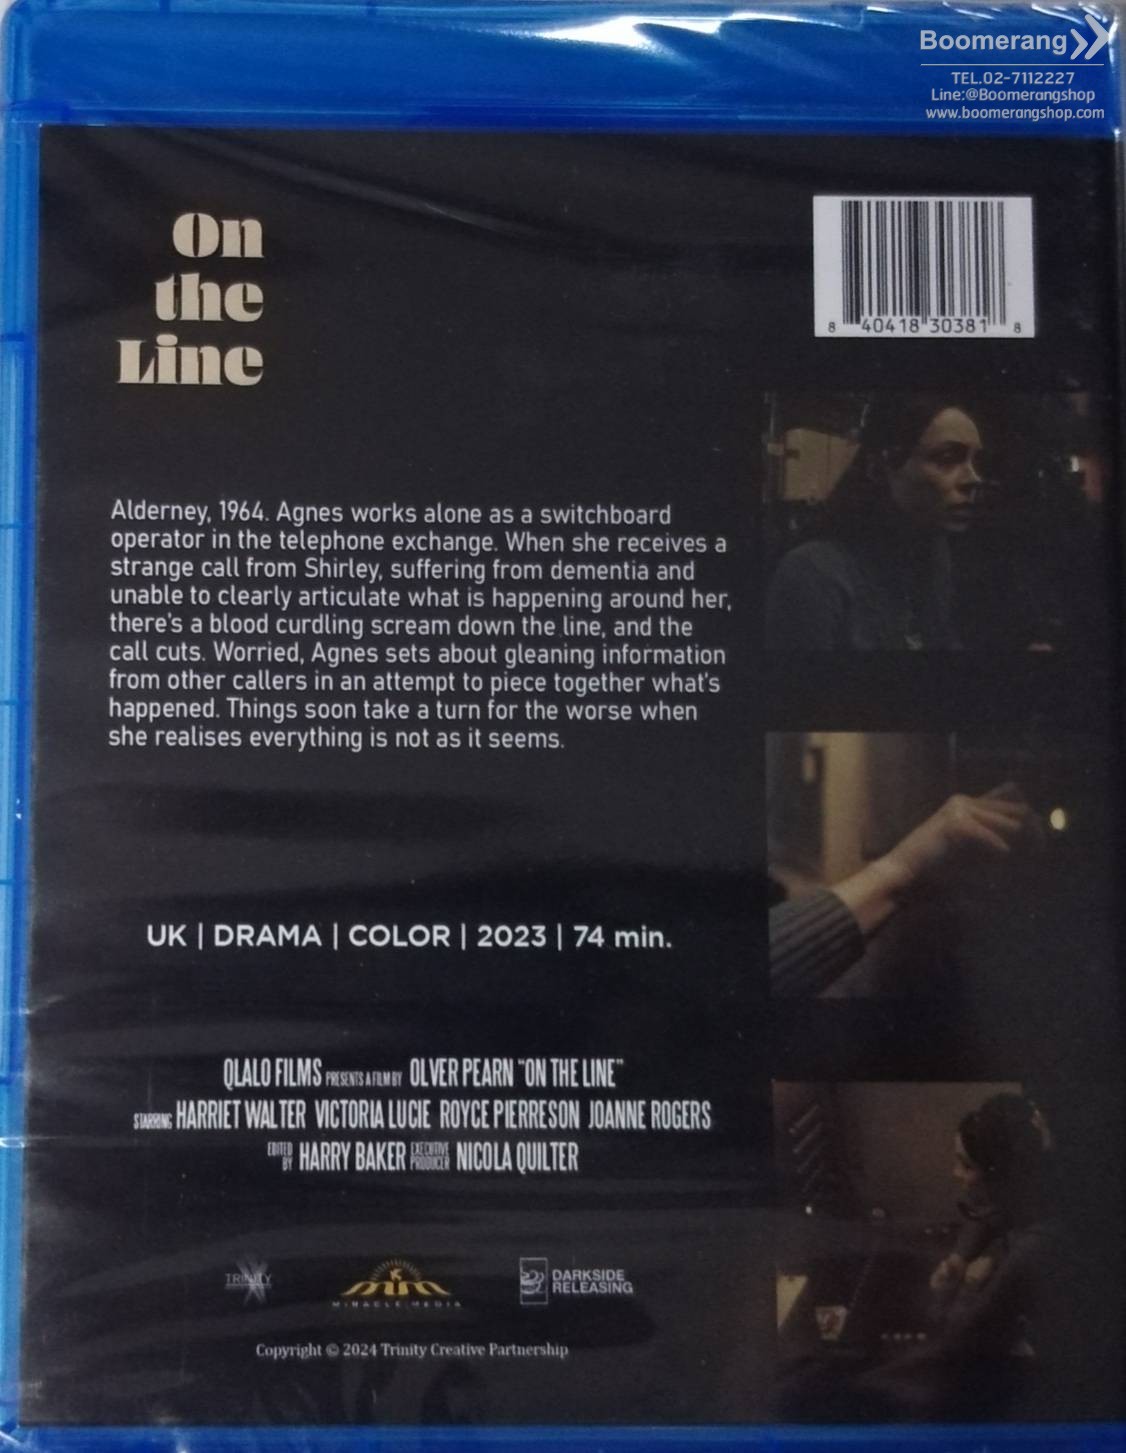 Boomerang
TEL.02-7112227
Line:@Boomerangshop
www.boomerangshop.com
On
the
Line
8 40418 30381 8
Alderney, 1964. Agnes works alone as a switchboard
operator in the telephone exchange. When she receives a
strange call from Shirley, suffering from dementia and
unable to clearly articulate what is happening around her,
there's a blood curdling scream down the line, and the
call cuts. Worried, Agnes sets about gleaning information
from other callers in an attempt to piece together what's
happened. Things soon take a turn for the worse when
she realises everything is not as it seems.
UK | DRAMA | COLOR | 2023 | 74 min.
QLALO FILMS PRESENTS A FILM BY OLVER PEARN "ON THE LINE"
STARRING HARRIET WALTER VICTORIA LUCIE ROYCE PIERRESON JOANNE ROGERS
EDITED BY HARRY BAKER EXECUTIVE PRODUCER NICOLA QUILTER
TRINITY
MIRACLE MEDIA
DARKSIDE
RELEASING
Copyright © 2024 Trinity Creative Partnership